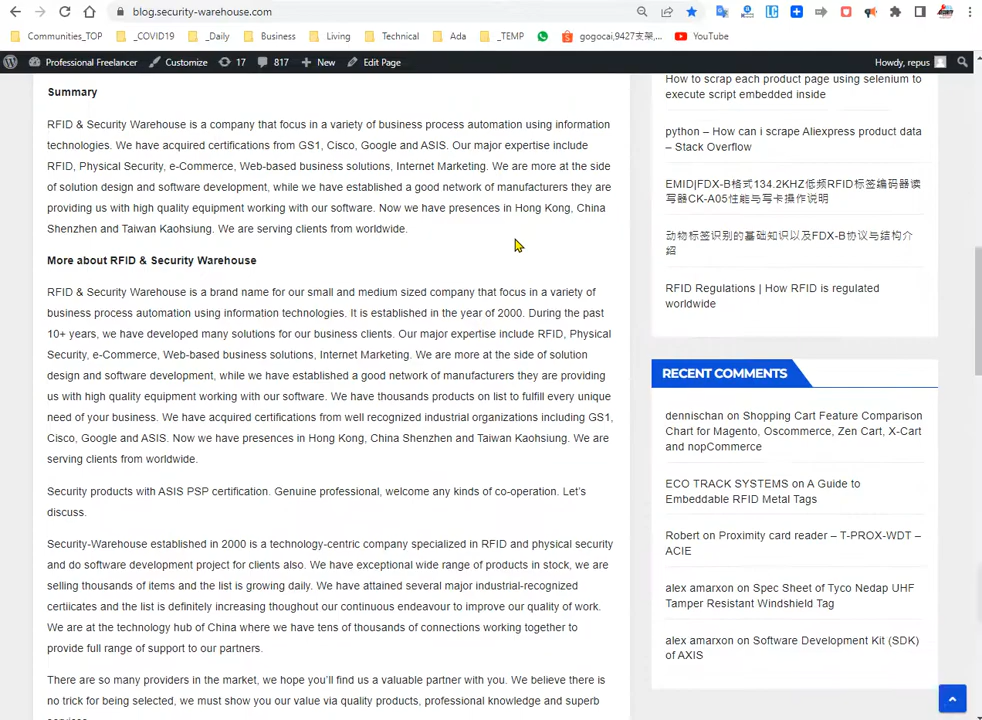 blog.security-warehouse.com
Communities_TOP
_COVID19
_Daily
Business
Living
Technical
Ada
_TEMP
gogocai,9427支架,...
YouTube
Professional Freelancer
Customize
17
817
New
Edit Page
Howdy, repus
Summary
RFID & Security Warehouse is a company that focus in a variety of business process automation using information
technologies. We have acquired certifications from GS1, Cisco, Google and ASIS. Our major expertise include
RFID, Physical Security, e-Commerce, Web-based business solutions, Internet Marketing. We are more at the side
of solution design and software development, while we have established a good network of manufacturers they are
providing us with high quality equipment working with our software. Now we have presences in Hong Kong, China
Shenzhen and Taiwan Kaohsiung. We are serving clients from worldwide.
More about RFID & Security Warehouse
RFID & Security Warehouse is a brand name for our small and medium sized company that focus in a variety of
business process automation using information technologies. It is established in the year of 2000. During the past
10+ years, we have developed many solutions for our business clients. Our major expertise include RFID, Physical
Security, e-Commerce, Web-based business solutions, Internet Marketing. We are more at the side of solution
design and software development, while we have established a good network of manufacturers they are providing
us with high quality equipment working with our software. We have thousands products on list to fulfill every unique
need of your business. We have acquired certifications from well recognized industrial organizations including GS1,
Cisco, Google and ASIS. Now we have presences in Hong Kong, China Shenzhen and Taiwan Kaohsiung. We are
serving clients from worldwide.
Security products with ASIS PSP certification. Genuine professional, welcome any kinds of co-operation. Let's
discuss.
Security-Warehouse established in 2000 is a technology-centric company specialized in RFID and physical security
and do software development project for clients also. We have exceptional wide range of products in stock, we are
selling thousands of items and the list is growing daily. We have attained several major industrial-recognized
certiicates and the list is definitely increasing thoughout our continuous endeavour to improve our quality of work.
We are at the technology hub of China where we have tens of thousands of connections working together to
provide full range of support to our partners.
There are so many providers in the market, we hope you'll find us a valuable partner with you. We believe there is
no trick for being selected, we must show you our value via quality products, professional knowledge and superb
How to scrap each product page using selenium to
execute script embedded inside
python – How can i scrape Aliexpress product data
– Stack Overflow
EMID|FDX-B格式134.2KHZ低频RFID标签编码器读
写器CK-A05性能与写卡操作说明
动物标签识别的基础知识以及FDX-B协议与结构介
绍
RFID Regulations | How RFID is regulated
worldwide
RECENT COMMENTS
dennischan on Shopping Cart Feature Comparison
Chart for Magento, Oscommerce, Zen Cart, X-Cart
and nopCommerce
ECO TRACK SYSTEMS on A Guide to
Embeddable RFID Metal Tags
Robert on Proximity card reader – T-PROX-WDT –
ACIE
alex amarxon on Spec Sheet of Tyco Nedap UHF
Tamper Resistant Windshield Tag
alex amarxon on Software Development Kit (SDK)
of AXIS